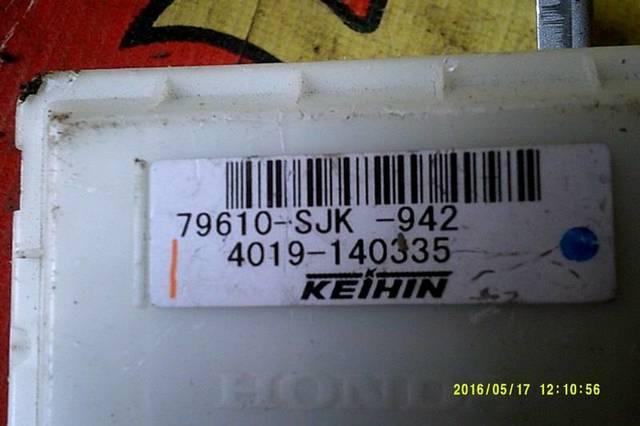 79610-SJK -942
4019-140335
KEIHIN
HONDA
2016/05/17 12:10:56